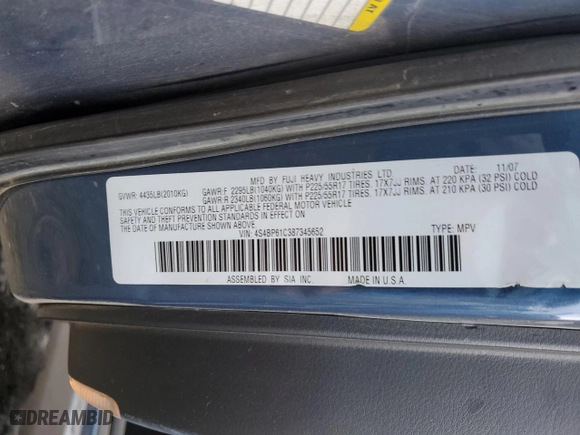 MFD BY FUJI HEAVY INDUSTRIES LTD. DATE: 11/07
GVWR: 4435LB(2010KG) GAWR:F 2295LB(1040KG) WITH P225/55R17 TIRES. 17X7JJ RIMS. AT 220 KPA (32 PSI) COLD
GAWR:R 2340LB(1060KG) WITH P225/55R17 TIRES. 17X7JJ RIMS. AT 210 KPA (30 PSI) COLD
THIS VEHICLE CONFORMS TO ALL APPLICABLE FEDERAL MOTOR VEHICLE
SAFETY AND THEFT PREVENTION STANDARDS IN EFFECT ON
THE DATE OF MANUFACTURE SHOWN ABOVE.
VIN: 4S4BP61C387345652 TYPE: MPV
ASSEMBLED BY SIA INC. MADE IN U.S.A.
DREAMBID